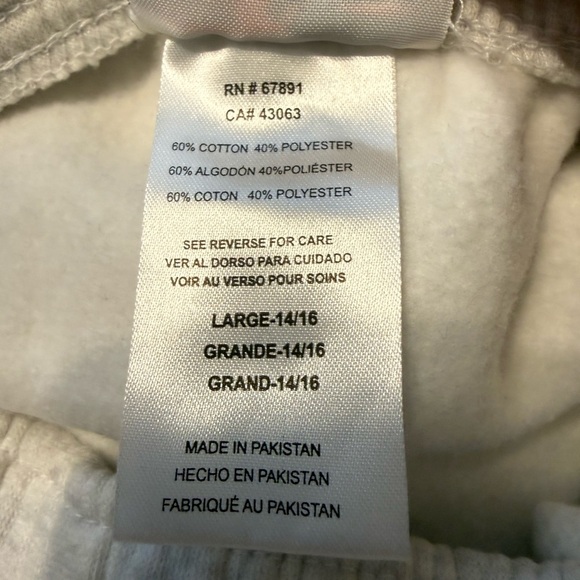 RN # 67891
CA# 43063
60% COTTON 40% POLYESTER
60% ALGODÓN 40%POLIÉSTER
60% COTON 40% POLYESTER
SEE REVERSE FOR CARE
VER AL DORSO PARA CUIDADO
VOIR AU VERSO POUR SOINS
LARGE-14/16
GRANDE-14/16
GRAND-14/16
MADE IN PAKISTAN
HECHO EN PAKISTAN
FABRIQUÉ AU PAKISTAN